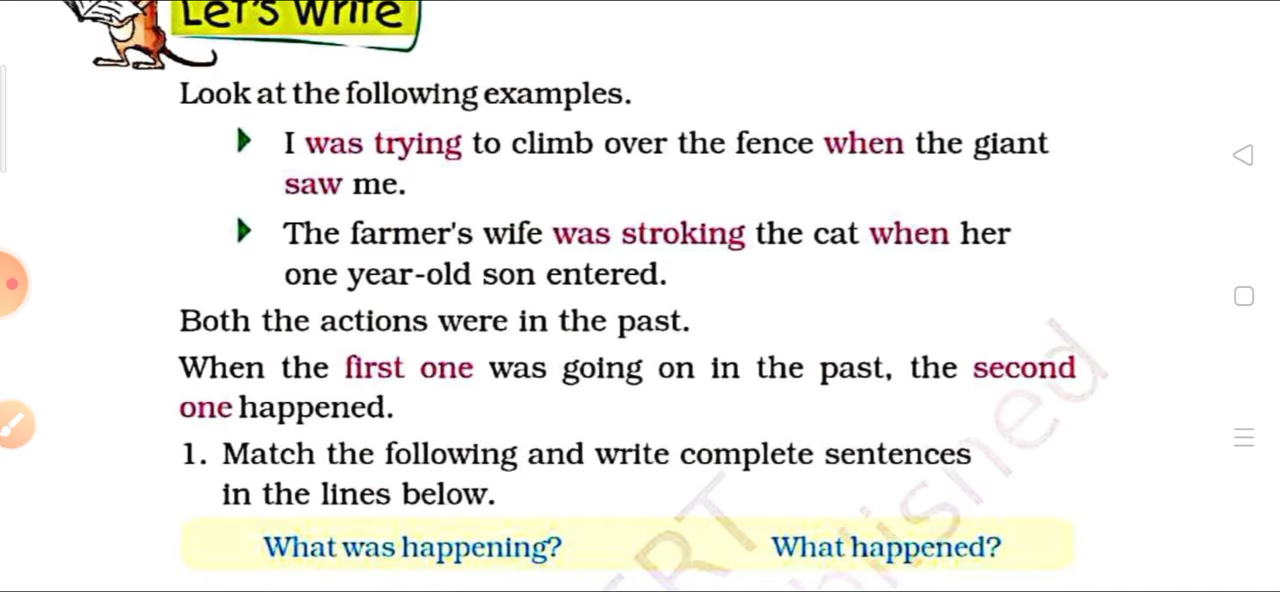 Let's Write
Look at the following examples.
I was trying to climb over the fence when the giant
saw me.
The farmer's wife was stroking the cat when her
one year-old son entered.
Both the actions were in the past.
When the first one was going on in the past, the second
one happened.
1. Match the following and write complete sentences
in the lines below.
What was happening? What happened?